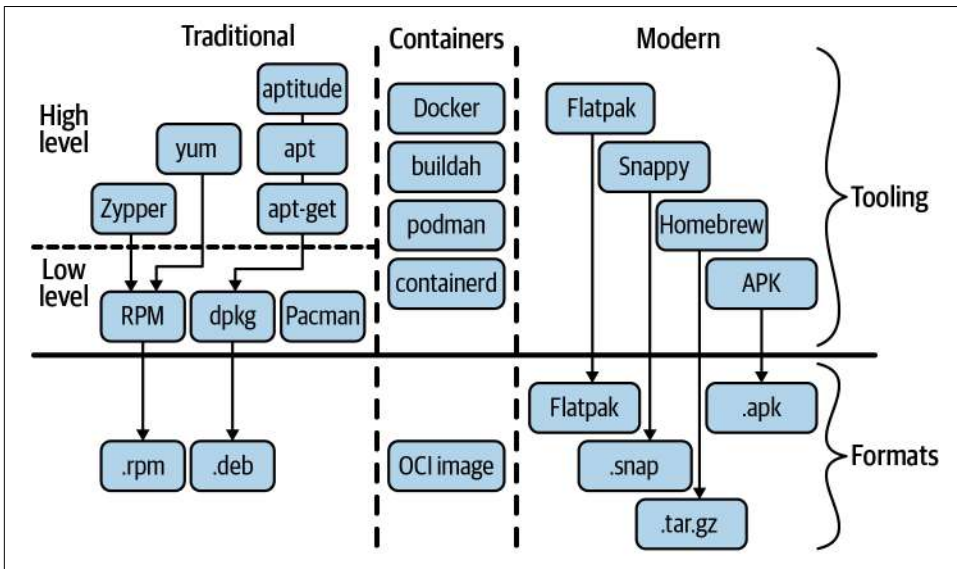 Traditional
Containers
Modern
High
level
aptitude
yum
apt
Zypper
apt-get
Low
level
RPM
dpkg
Pacman
.rpm
.deb
Docker
buildah
podman
containerd
OCI image
Flatpak
Snappy
Homebrew
APK
Flatpak
.apk
.snap
.tar.gz
Tooling
Formats